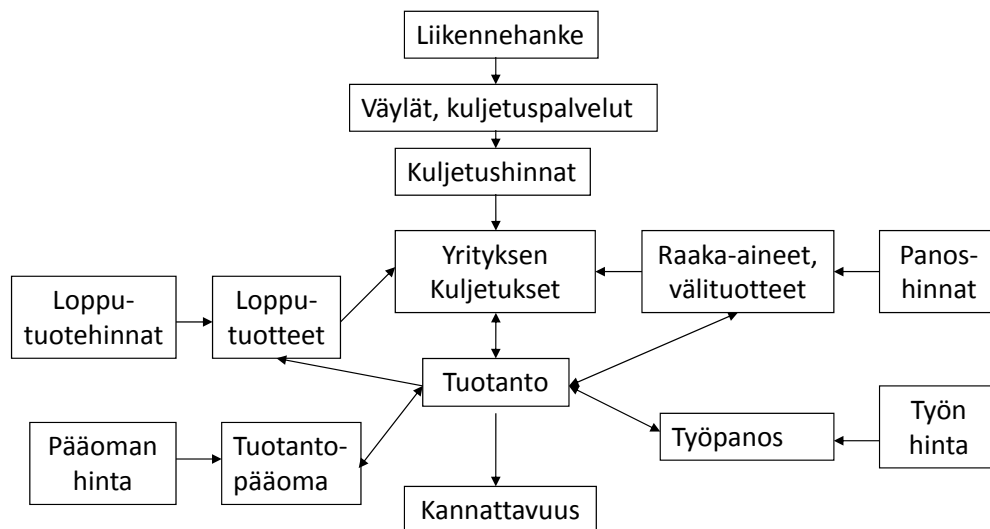 Liikennehanke
Väylät, kuljetuspalvelut
Kuljetushinnat
Yrityksen
Kuljetukset
Raaka-aineet,
välituotteet
Panos-
hinnat
Loppu-
tuotehinnat
Loppu-
tuotteet
Tuotanto
Pääoman
hinta
Tuotanto-
pääoma
Työpanos
Työn
hinta
Kannattavuus